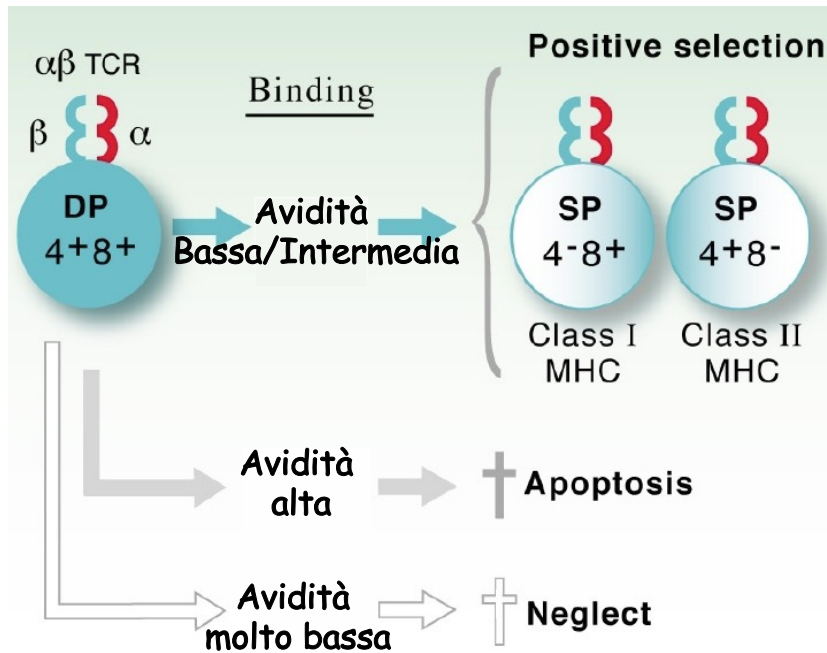 Positive selection
αβ TCR
Binding
β
α
DP
4+8+
Avidità
Bassa/Intermedia
SP
4-8+
SP
4+8-
Class I
MHC
Class II
MHC
Avidità
alta
Apoptosis
Avidità
molto bassa
Neglect